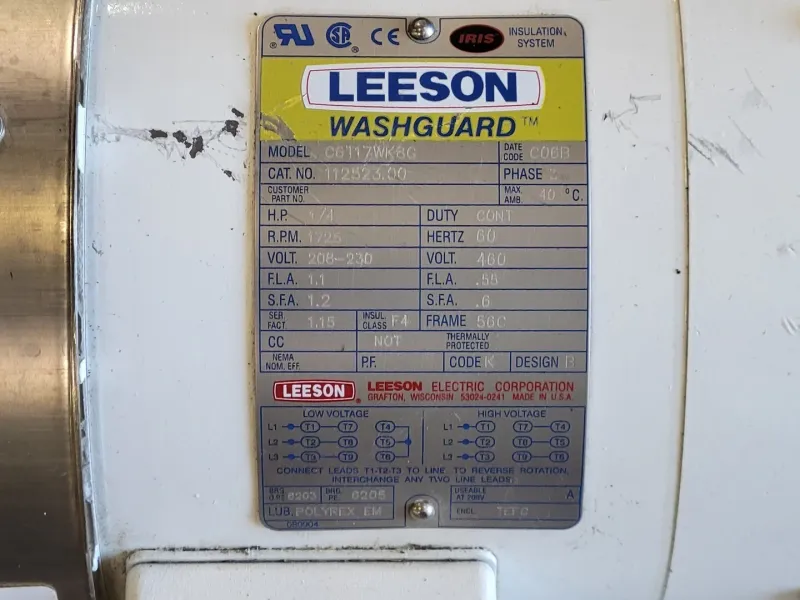 IRIS INSULATION SYSTEM
LEESON
WASHGUARD™
MODEL C6T17WK8G DATE CODE C06B
CAT. NO. 112523.00 PHASE
CUSTOMER PART NO. MAX. AMB. 40 °C.
H.P. 1/4 DUTY CONT
R.P.M. 1725 HERTZ 60
VOLT. 208-230 VOLT. 460
F.L.A. 1.1 F.L.A. .55
S.F.A. 1.2 S.F.A. .6
SER FACT. 1.15 INSUL CLASS F4 FRAME 56C
CC NOT THERMALLY PROTECTED
NEMA NOM. EFF. P.F. CODE K DESIGN B
LEESON LEESON ELECTRIC CORPORATION
GRAFTON, WISCONSIN 53024-0241 MADE IN U.S.A.
LOW VOLTAGE HIGH VOLTAGE
L1 T1 T7 T4 L1 T1 T7 T4
L2 T2 T8 T5 L2 T2 T8 T5
L3 T3 T9 T6 L3 T3 T9 T6
CONNECT LEADS T1-T2-T3 TO LINE. TO REVERSE ROTATION,
INTERCHANGE ANY TWO LINE LEADS.
BRG O.P.E. 6203 BRG. P.E. 6205 USEABLE AT 208V A
LUB. POLYREX EM ENCL.